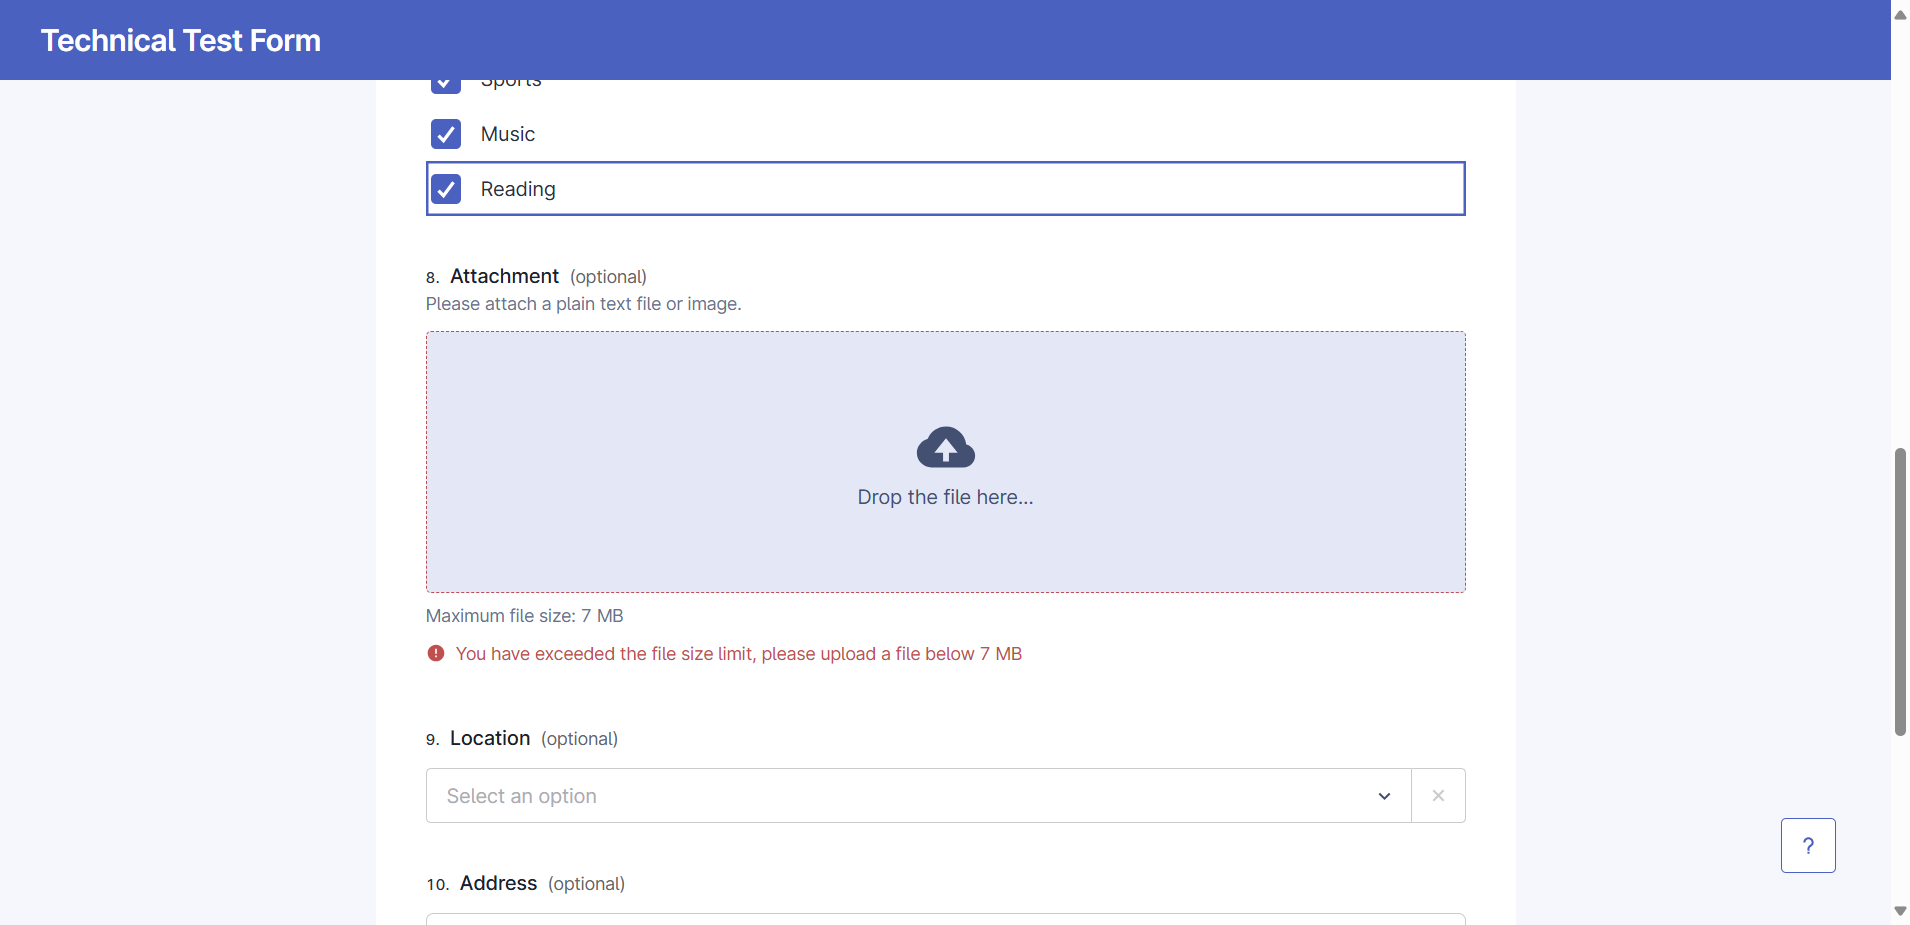 Technical Test Form
Sports
Music
Reading
8. Attachment (optional)
Please attach a plain text file or image.
Drop the file here...
Maximum file size: 7 MB
You have exceeded the file size limit, please upload a file below 7 MB
9. Location (optional)
Select an option
?
10. Address (optional)